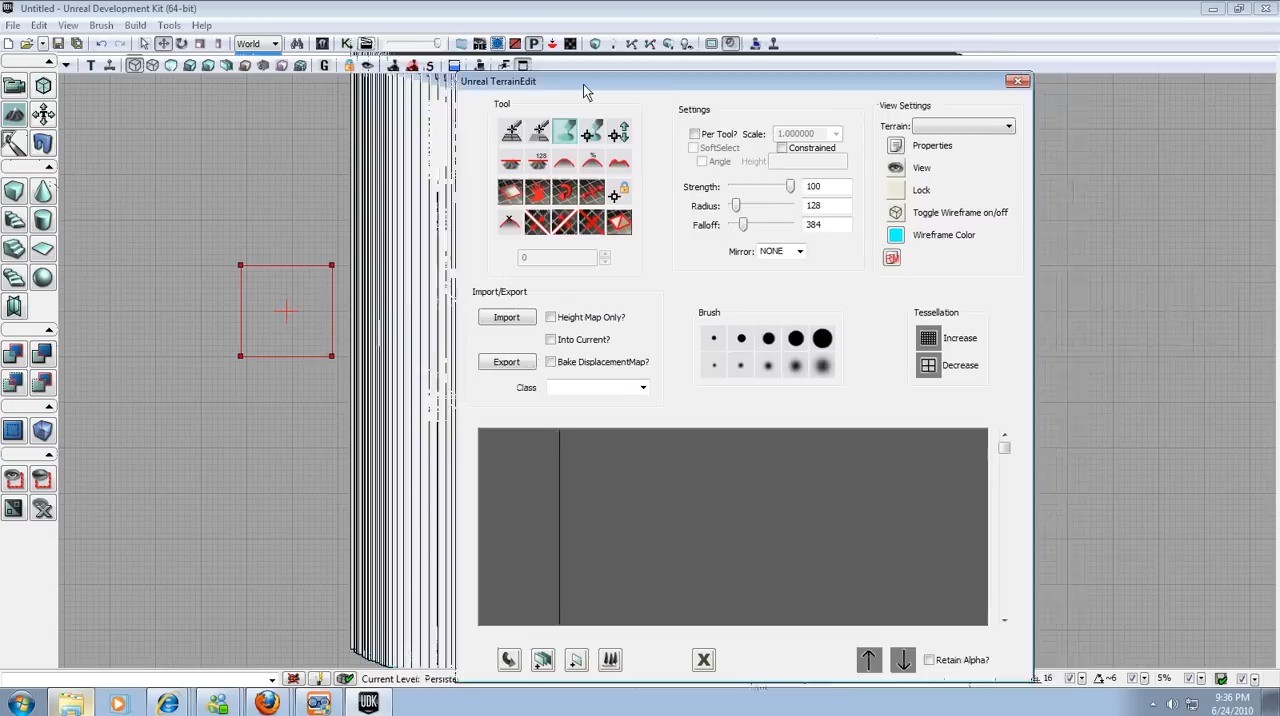 Untitled - Unreal Development Kit (64-bit)
File Edit View Brush Build Tools Help
World
G
S
Unreal TerrainEdit
Tool
128
%
0
Settings
Per Tool? Scale: 1.000000
SoftSelect Constrained
Angle Height
Strength: 100
Radius: 128
Falloff: 384
Mirror: NONE
View Settings
Terrain:
Properties
View
Lock
Toggle Wireframe on/off
Wireframe Color
Import/Export
Import Height Map Only?
Into Current?
Export Bake DisplacementMap?
Class
Brush
Tessellation
Increase
Decrease
Retain Alpha?
Current Level: Persiste
16 ~6 5%
UDK
9:36 PM
6/24/2010